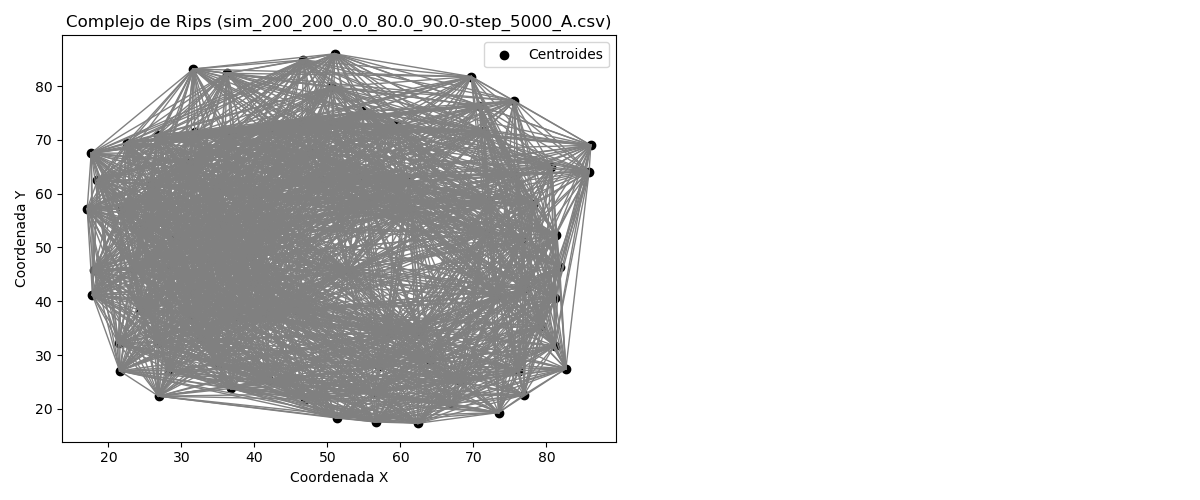 Complejo de Rips (sim_200_200_0.0_80.0_90.0-step_5000_A.csv)
Centroides
80
70
60
50
40
30
20
Coordenada Y
20 30 40 50 60 70 80
Coordenada X